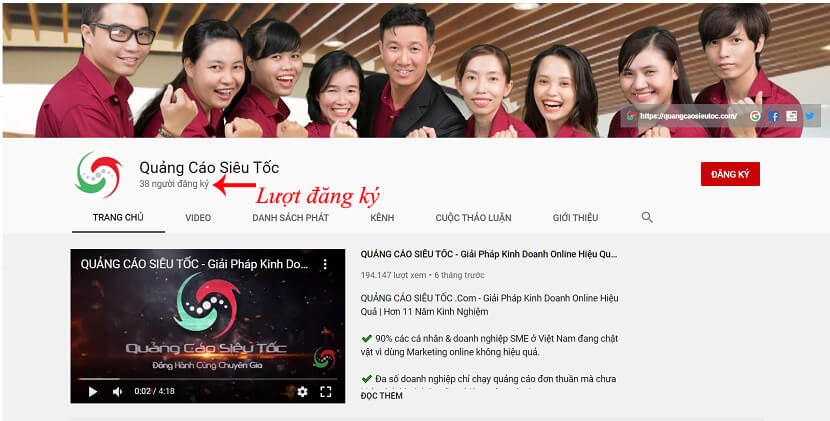 https://quangcaosieutoc.com/
Quảng Cáo Siêu Tốc
38 người đăng ký
Lượt đăng ký
ĐĂNG KÝ
TRANG CHỦ VIDEO DANH SÁCH PHÁT KÊNH CUỘC THẢO LUẬN GIỚI THIỆU
QUẢNG CÁO SIÊU TỐC - Giải Pháp Kinh Do...
Quảng Cáo Siêu Tốc
Đồng Hành Cùng Chuyên Gia
0:02 / 4:18
QUẢNG CÁO SIÊU TỐC - Giải Pháp Kinh Doanh Online Hiệu Qu...
194.147 lượt xem • 6 tháng trước
QUẢNG CÁO SIÊU TỐC .Com - Giải Pháp Kinh Doanh Online Hiệu
Quả | Hơn 11 Năm Kinh Nghiệm
✔ 90% các cá nhân & doanh nghiệp SME ở Việt Nam đang chật
vật vì dùng Marketing online không hiệu quả.
✔ Đa số doanh nghiệp chỉ chạy quảng cáo đơn thuần mà chưa
ĐỌC THÊM